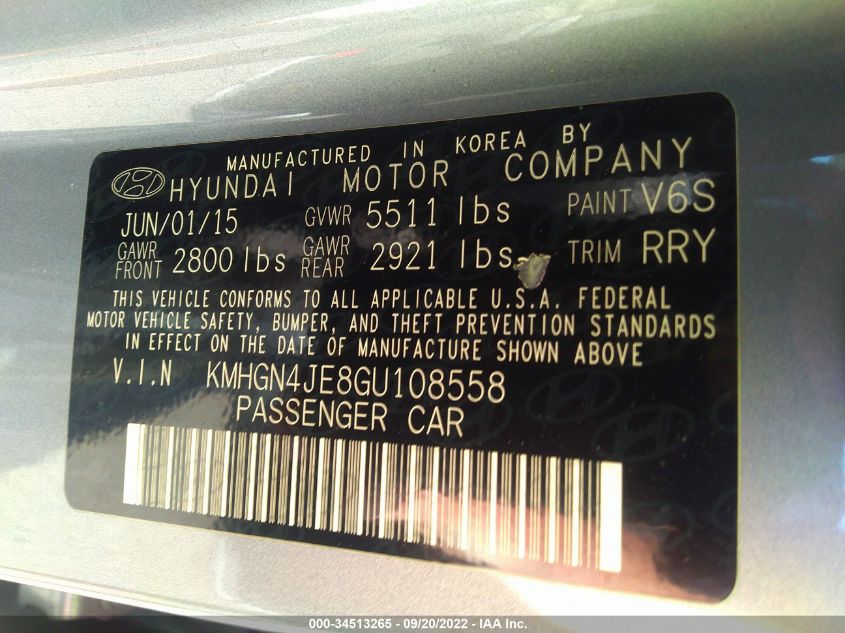 MANUFACTURED IN KOREA BY
HYUNDAI MOTOR COMPANY
JUN/01/15 GVWR 5511 lbs PAINT V6S
GAWR FRONT 2800 lbs GAWR REAR 2921 lbs TRIM RRY
THIS VEHICLE CONFORMS TO ALL APPLICABLE U.S.A. FEDERAL
MOTOR VEHICLE SAFETY, BUMPER, AND THEFT PREVENTION STANDARDS
IN EFFECT ON THE DATE OF MANUFACTURE SHOWN ABOVE
V.I.N KMHGN4JE8GU108558
PASSENGER CAR
000-34513265 - 09/20/2022 - IAA Inc.